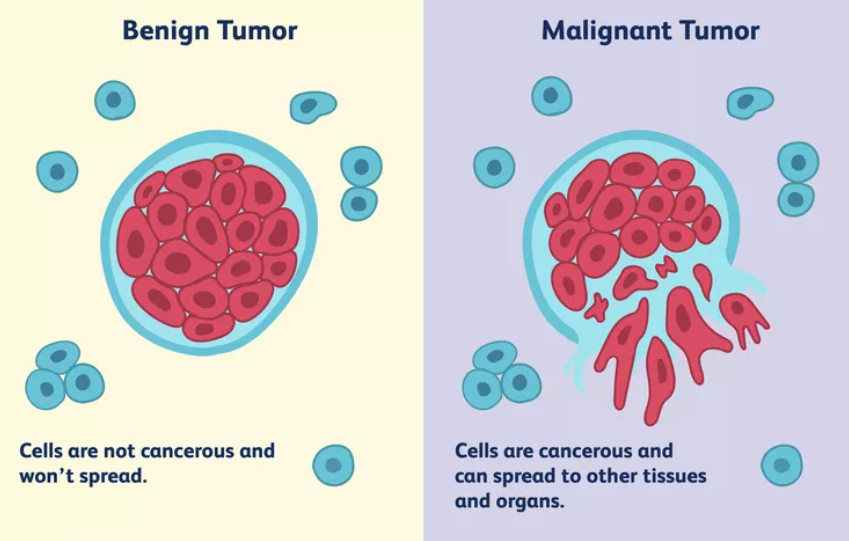 Benign Tumor
Malignant Tumor
Cells are not cancerous and
won’t spread.
Cells are cancerous and
can spread to other tissues
and organs.